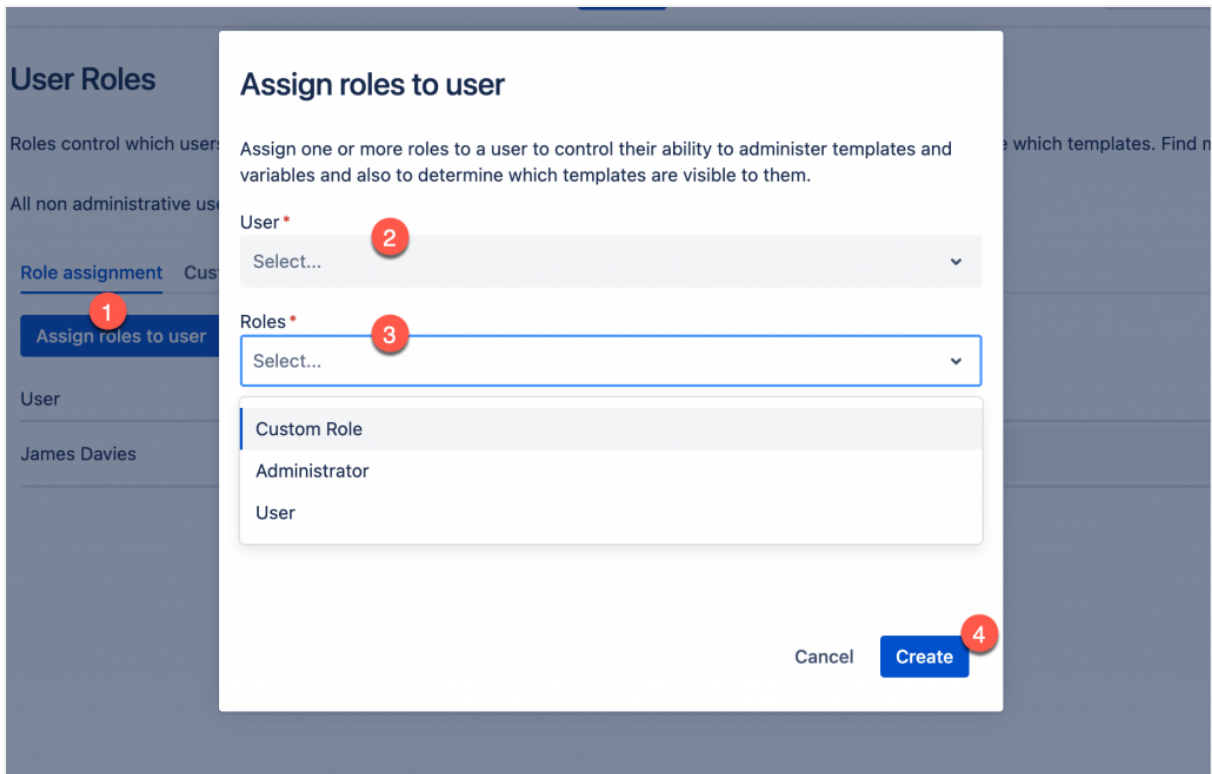 User Roles
Assign roles to user
Roles control which users
Assign one or more roles to a user to control their ability to administer templates and
variables and also to determine which templates are visible to them.
which templates. Find
All non administrative
User*
2
Select...
Role assignment
1
Assign roles to user
Roles*
3
Select...
User
Custom Role
James Davies
Administrator
User
4
Cancel
Create